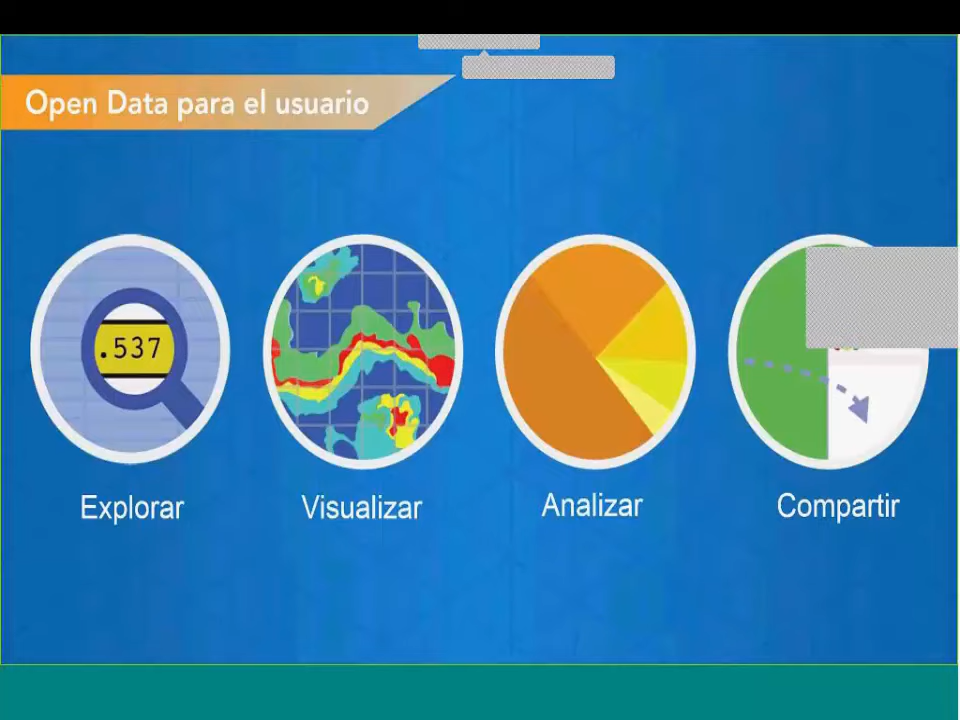 Open Data para el usuario
.537
Explorar
Visualizar
Analizar
Compartir